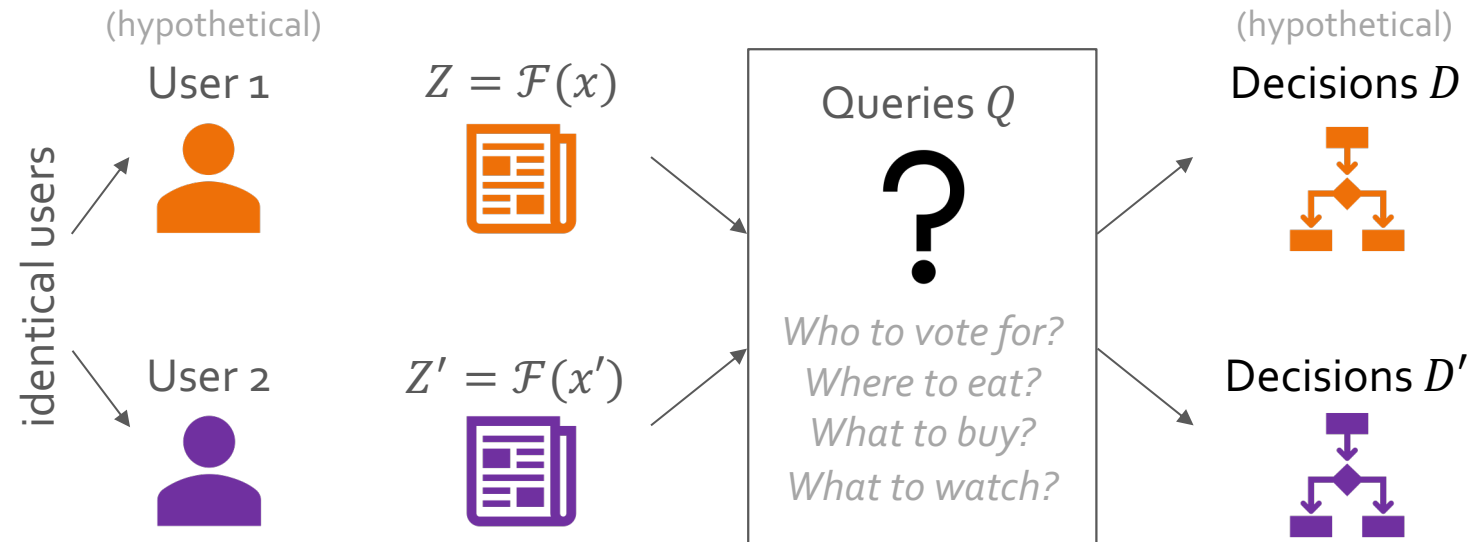 (hypothetical)
User 1
Z = ℱ(x)
identical users
User 2
Z′ = ℱ(x′)
Queries Q
?
Who to vote for?
Where to eat?
What to buy?
What to watch?
(hypothetical)
Decisions D
Decisions D′